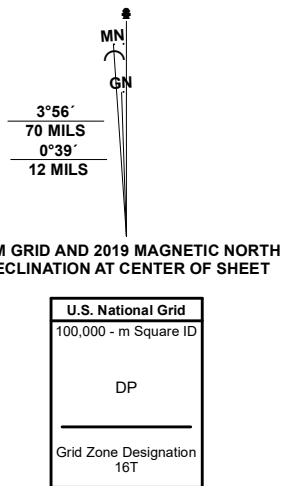 MN
GN
3°56´
70 MILS
0°39´
12 MILS
M GRID AND 2019 MAGNETIC NORTH
ECLINATION AT CENTER OF SHEET
U.S. National Grid
100,000 - m Square ID
DP
Grid Zone Designation
16T